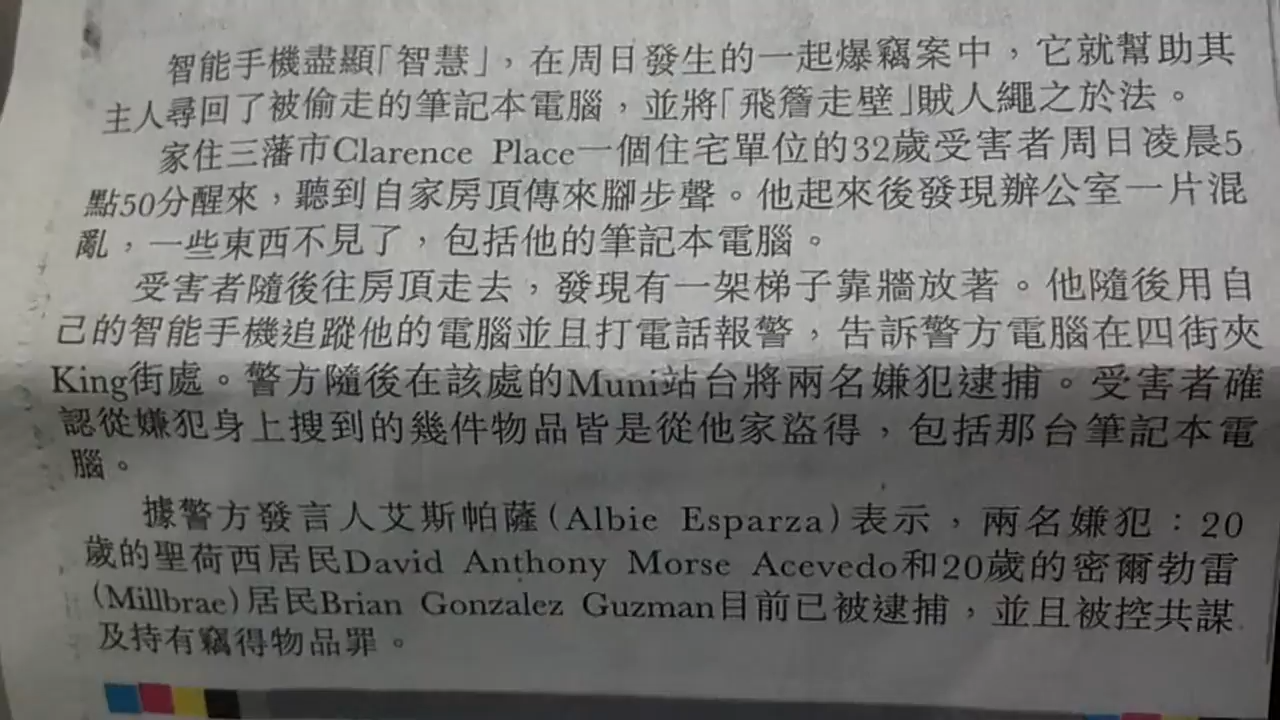 智能手機盡顯「智慧」，在周日發生的一起爆竊案中，它就幫助其
主人尋回了被偷走的筆記本電腦，並將「飛簷走壁」賊人繩之於法。
家住三藩市Clarence Place一個住宅單位的32歲受害者周日凌晨5
點50分醒來，聽到自家房頂傳來腳步聲。他起來後發現辦公室一片混
亂，一些東西不見了，包括他的筆記本電腦。
受害者隨後往房頂走去，發現有一架梯子靠牆放著。他隨後用自
己的智能手機追蹤他的電腦並且打電話報警，告訴警方電腦在四街夾
King街處。警方隨後在該處的Muni站台將兩名嫌犯逮捕。受害者確
認從嫌犯身上搜到的幾件物品皆是從他家盜得，包括那台筆記本電
腦。
據警方發言人艾斯帕薩(Albie Esparza)表示，兩名嫌犯：20
歲的聖荷西居民David Anthony Morse Acevedo和20歲的密爾勃雷
(Millbrae)居民Brian Gonzalez Guzman目前已被逮捕，並且被控共謀
及持有竊得物品罪。